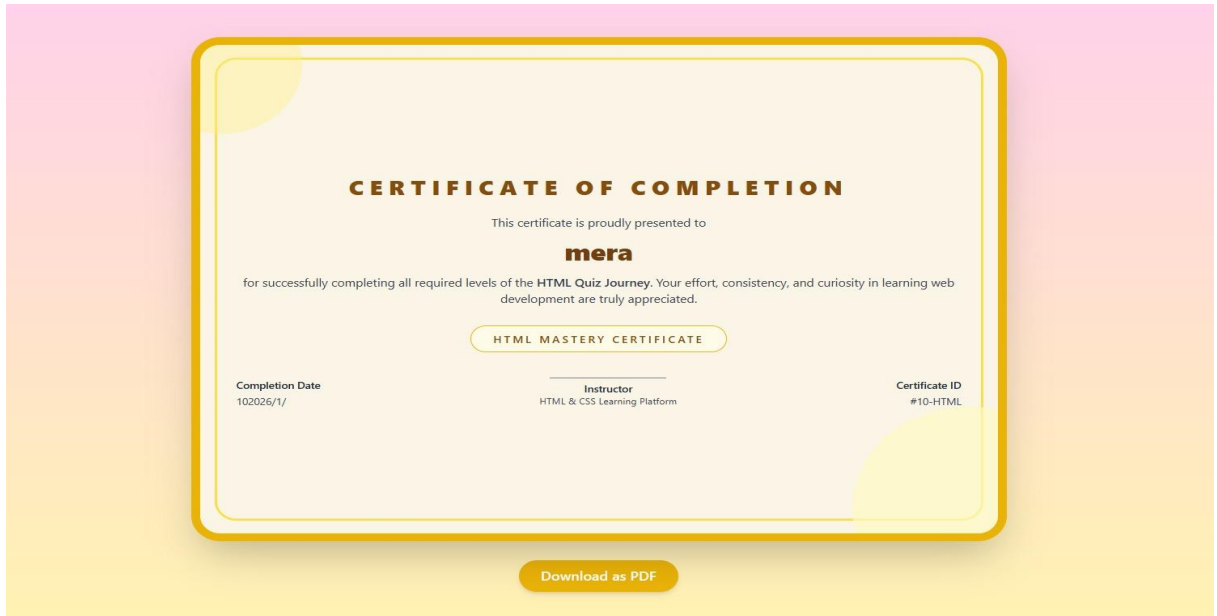 CERTIFICATE OF COMPLETION
This certificate is proudly presented to
mera
for successfully completing all required levels of the HTML Quiz Journey. Your effort, consistency, and curiosity in learning web
development are truly appreciated.
HTML MASTERY CERTIFICATE
Completion Date
102026/1/
Instructor
HTML & CSS Learning Platform
Certificate ID
#10-HTML
Download as PDF